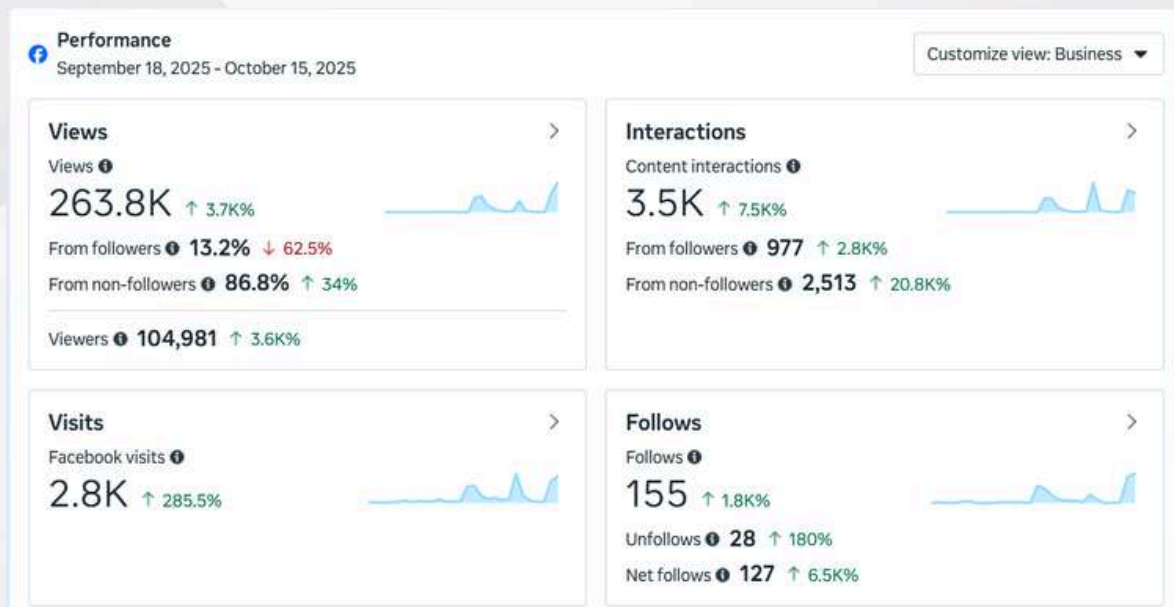 Performance
September 18, 2025 - October 15, 2025
Customize view: Business
Views
Views
263.8K ↑ 3.7K%
From followers 13.2% ↓ 62.5%
From non-followers 86.8% ↑ 34%
Viewers 104,981 ↑ 3.6K%
Interactions
Content interactions
3.5K ↑ 7.5K%
From followers 977 ↑ 2.8K%
From non-followers 2,513 ↑ 20.8K%
Visits
Facebook visits
2.8K ↑ 285.5%
Follows
Follows
155 ↑ 1.8K%
Unfollows 28 ↑ 180%
Net follows 127 ↑ 6.5K%